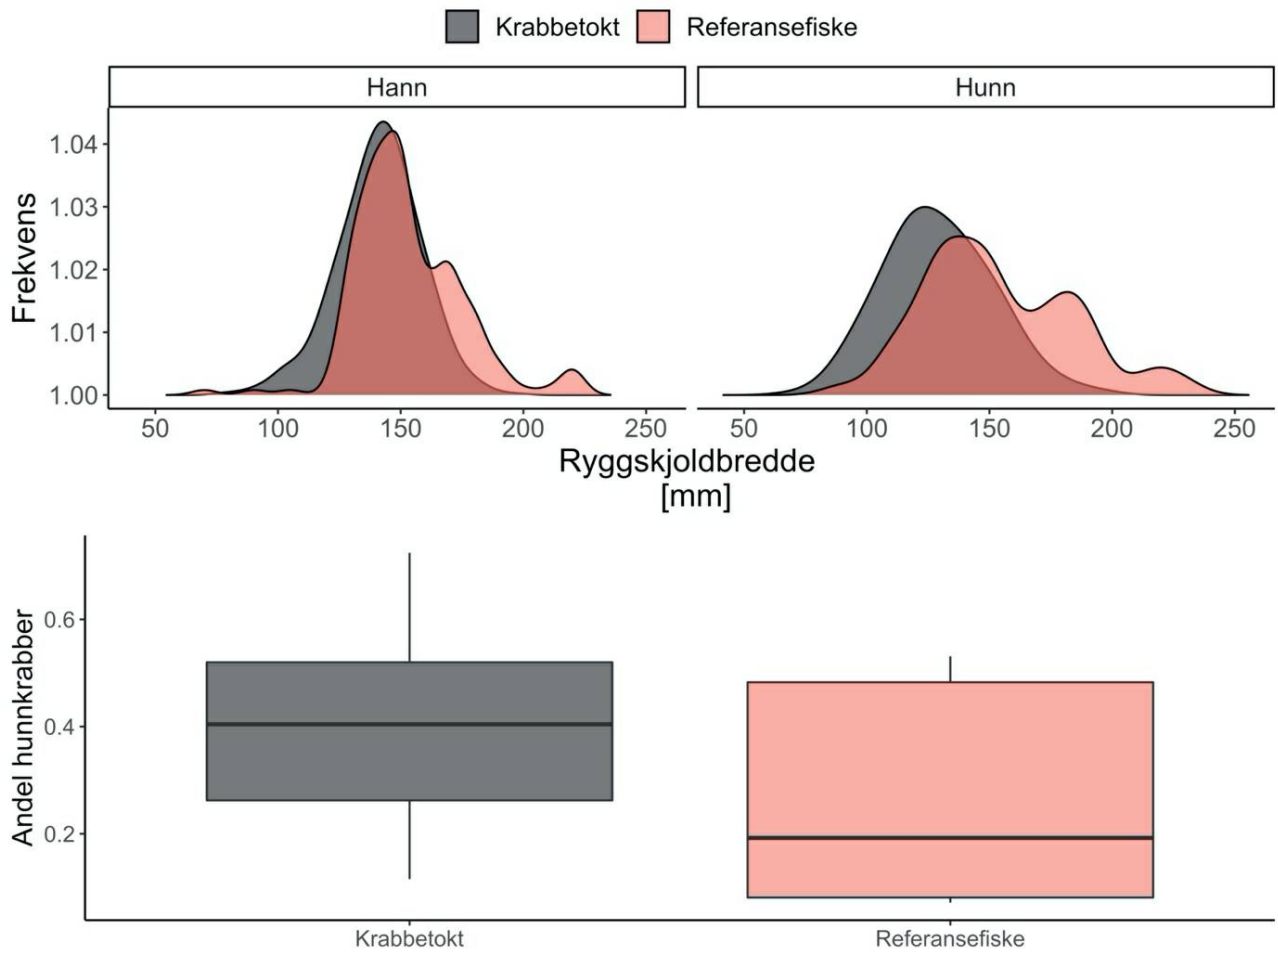 Krabbetokt Referansefiske
Hann Hunn
Frekvens
1.04
1.03
1.02
1.01
1.00
50 100 150 200 250 50 100 150 200 250
Ryggskjoldbredde
[mm]
Andel hunnkrabber
0.6
0.4
0.2
Krabbetokt Referansefiske